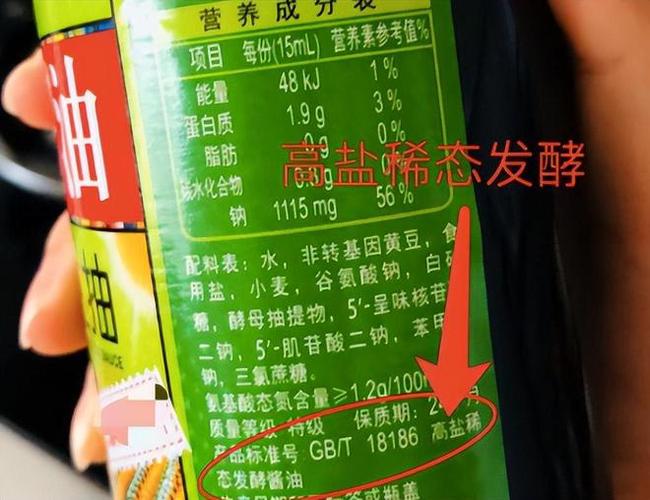 营养成分表
项目 每份(15mL) 营养素参考值%
能量 48 kJ 1%
蛋白质 1.9 g 3%
脂肪 0 g 0%
碳水化合物
钠 1115 mg 56%
高盐稀态发酵
配料表：水，非转基因黄豆，食
用盐，小麦，谷氨酸钠，白砂
糖，酵母抽提物，5'-呈味核苷
二钠，5'-肌苷酸二钠，苯甲
钠，三氯蔗糖。
氨基酸态氮含量≥1.2g/100
质量等级 特级 保质期：2
产品标准号 GB/T 18186 高盐稀
态发酵酱油
油
抽